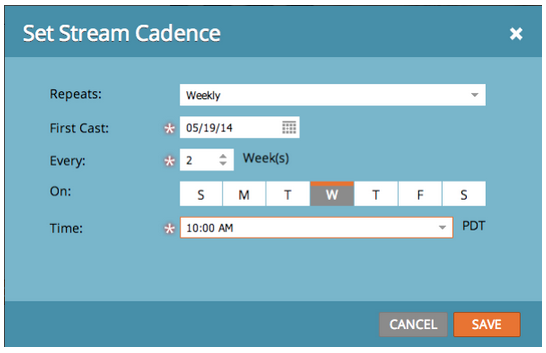 Set Stream Cadence
Repeats: Weekly
First Cast: * 05/19/14
Every: * 2 Week(s)
On: S M T W T F S
Time: * 10:00 AM PDT
CANCEL SAVE